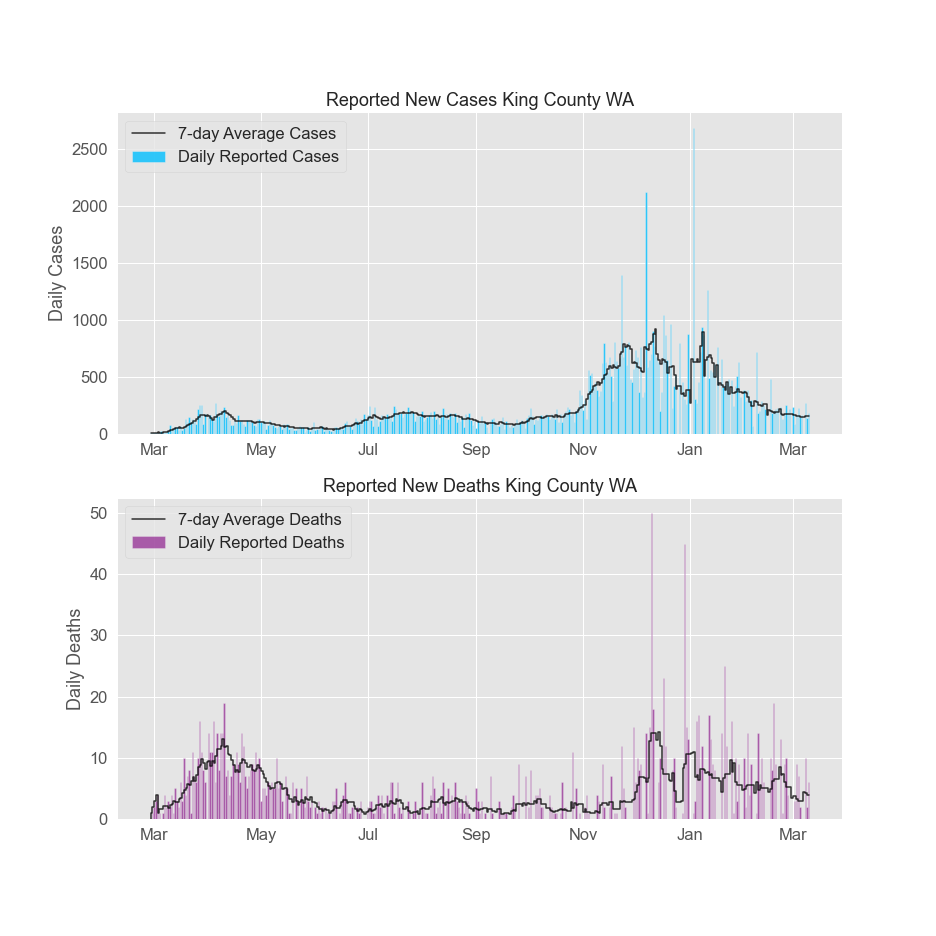 Reported New Cases King County WA
7-day Average Cases
Daily Reported Cases
2500
2000
1500
1000
500
0
Daily Cases
Mar May Jul Sep Nov Jan Mar
Reported New Deaths King County WA
7-day Average Deaths
Daily Reported Deaths
50
40
30
20
10
0
Daily Deaths
Mar May Jul Sep Nov Jan Mar